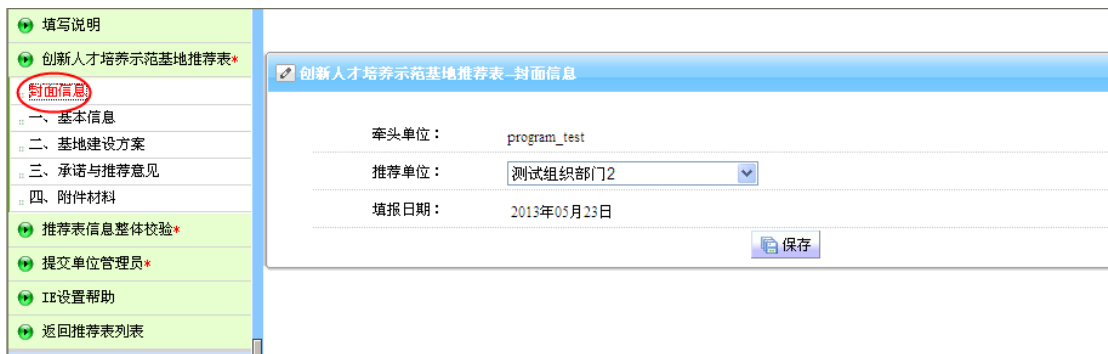 填写说明
创新人才培养示范基地推荐表*
封面信息
一、基本信息
二、基地建设方案
三、承诺与推荐意见
四、附件材料
推荐表信息整体校验*
提交单位管理员*
IE设置帮助
返回推荐表列表
创新人才培养示范基地推荐表--封面信息
牵头单位： program_test
推荐单位： 测试组织部门2
填报日期： 2013年05月23日
保存